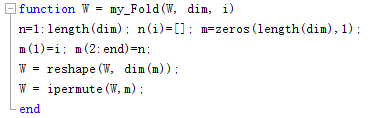 function W = my_Fold(W, dim, i)
n=1:length(dim); n(i)=[]; m=zeros(length(dim),1);
m(1)=i; m(2:end)=n;
W = reshape(W, dim(m));
W = ipermute(W,m);
end